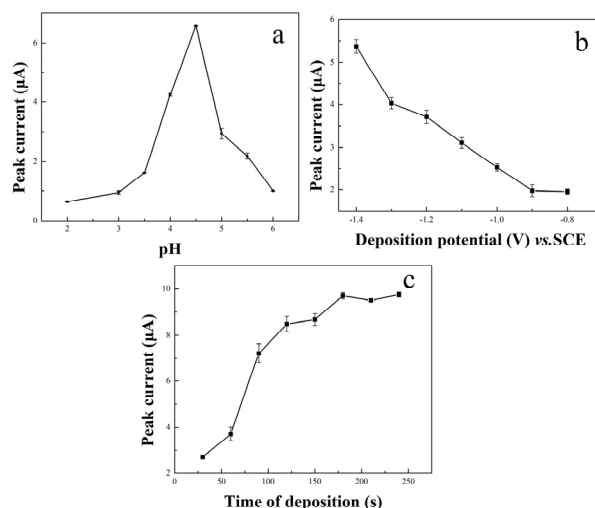 a
Peak current (μA)
6
4
2
0
2 3 4 5 6
pH
b
Peak current (μA)
6
5
4
3
2
-1.4 -1.2 -1.0 -0.8
Deposition potential (V) vs.SCE
c
Peak current (μA)
10
8
6
4
2
0 50 100 150 200 250
Time of deposition (s)